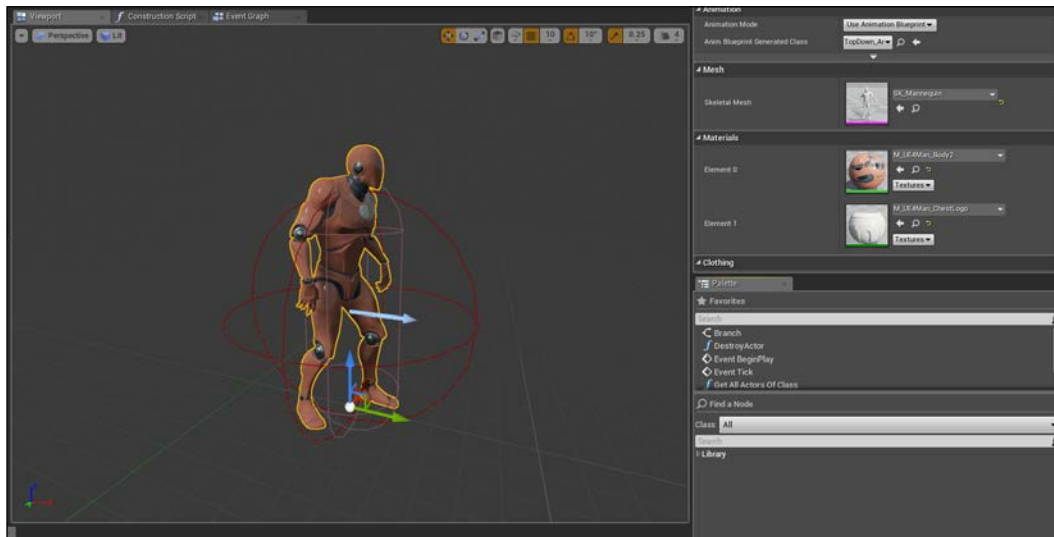 Viewport
Construction Script
Event Graph
Perspective
Lit
10
10°
0.25
4
Animation
Animation Mode
Use Animation Blueprint
Anim Blueprint Generated Class
TopDown_Ar
Mesh
Skeletal Mesh
SK_Mannequin
Materials
Element 0
M_UE4Man_Body2
Textures
Element 1
M_UE4Man_ChestLogo
Textures
Clothing
Palette
Favorites
Search
Branch
DestroyActor
Event BeginPlay
Event Tick
Get All Actors Of Class
Find a Node
Class: All
Search
Library